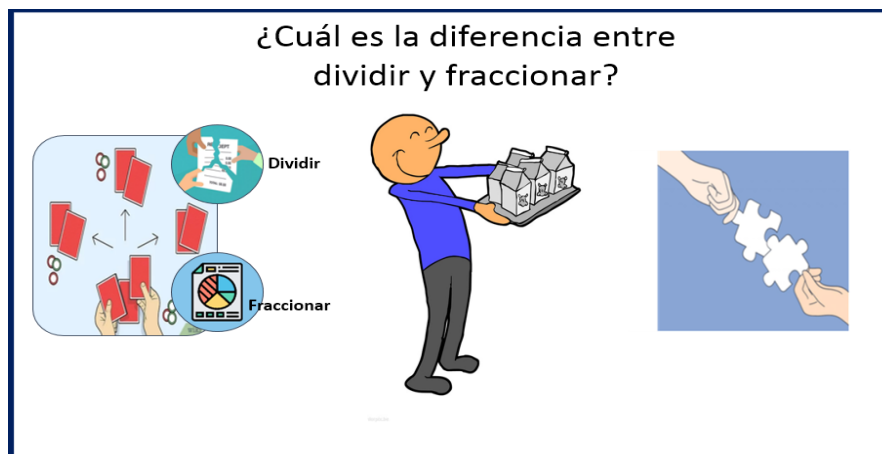 ¿Cuál es la diferencia entre
dividir y fraccionar?
Dividir
Fraccionar